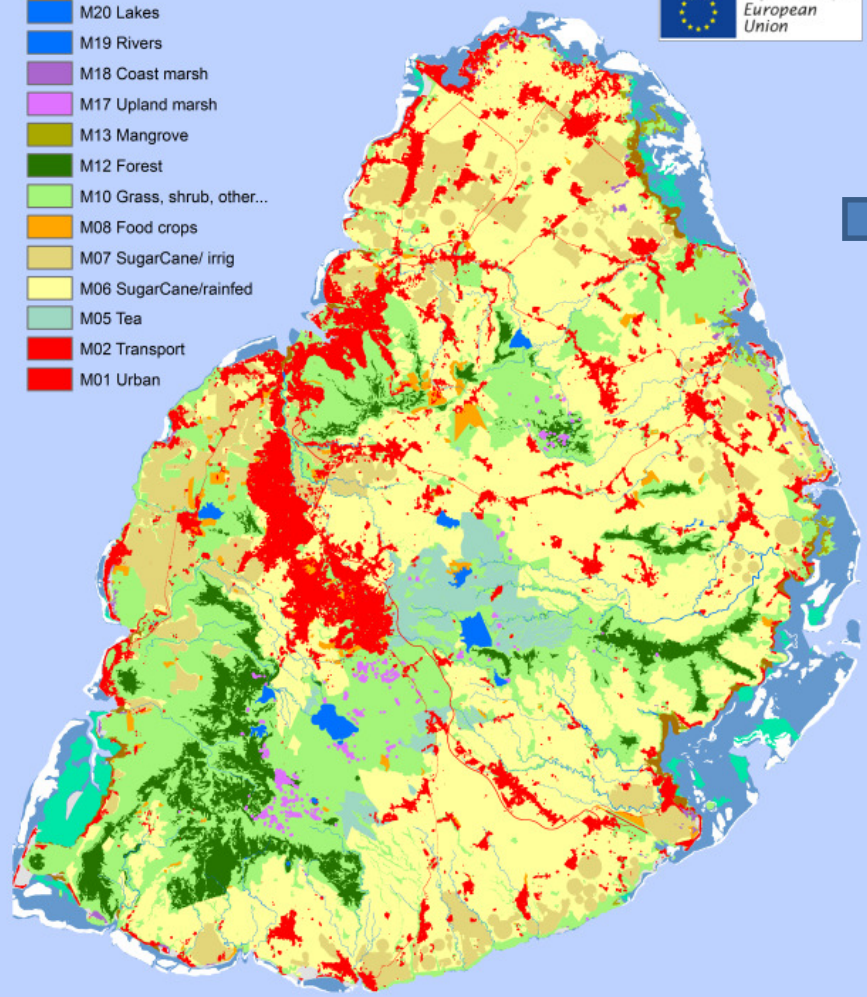 M20 Lakes
European
Union
M19 Rivers
M18 Coast marsh
M17 Upland marsh
M13 Mangrove
M12 Forest
M10 Grass, shrub, other...
M08 Food crops
M07 SugarCane/ irrig
M06 SugarCane/rainfed
M05 Tea
M02 Transport
M01 Urban